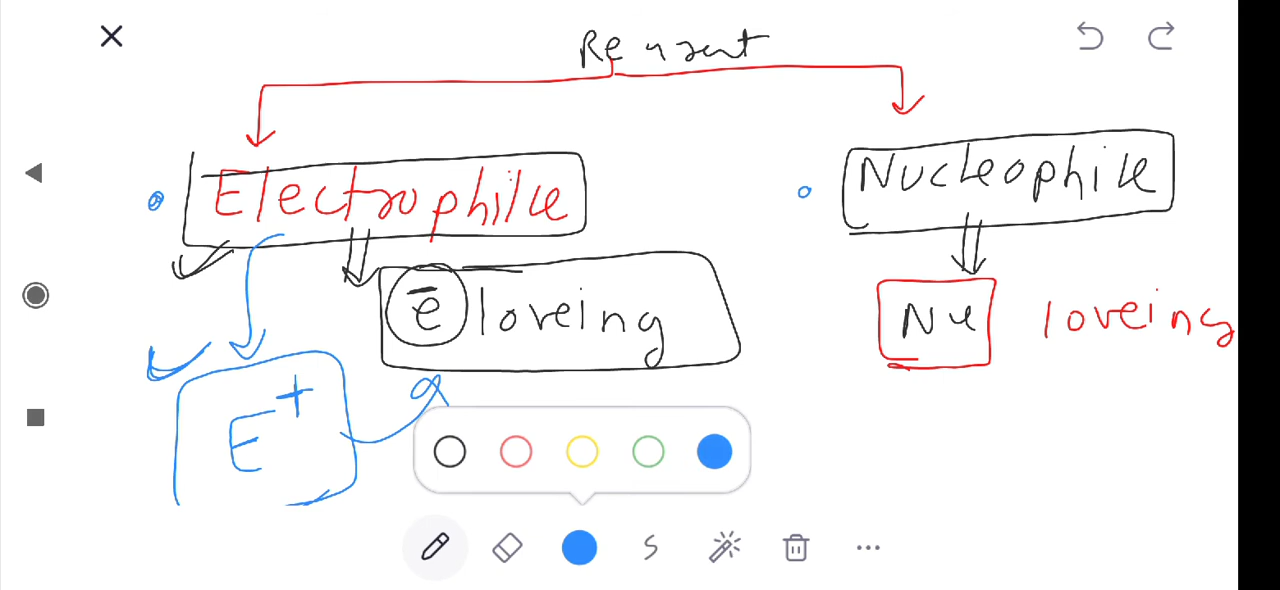 Reagent
Electrophile
Nucleophile
e̅ loveing
Nu loveing
E+